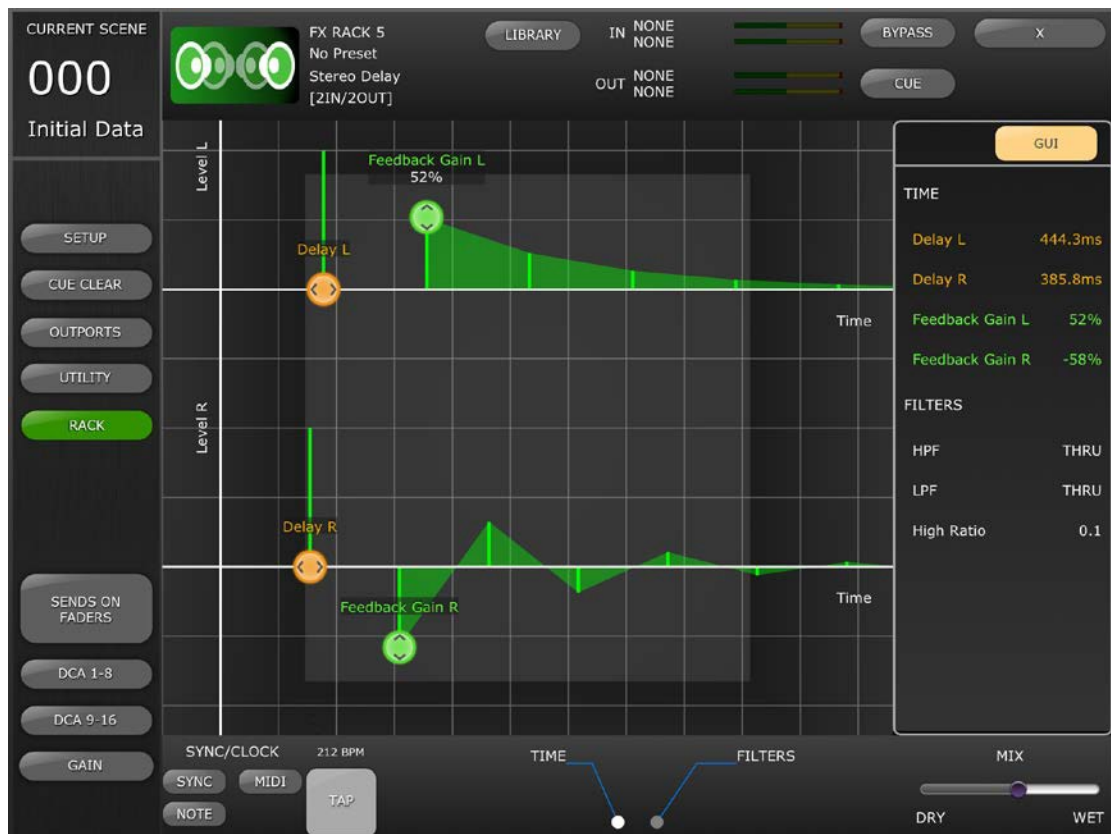 CURRENT SCENE
000
Initial Data
SETUP
CUE CLEAR
OUTPORTS
UTILITY
RACK
SENDS ON
FADERS
DCA 1-8
DCA 9-16
GAIN
FX RACK 5
No Preset
Stereo Delay
[2IN/2OUT]
LIBRARY
IN NONE
NONE
OUT NONE
NONE
BYPASS
X
CUE
Level L
Feedback Gain L
52%
Delay L
Time
Level R
Delay R
Feedback Gain R
Time
GUI
TIME
Delay L 444.3ms
Delay R 385.8ms
Feedback Gain L 52%
Feedback Gain R -58%
FILTERS
HPF THRU
LPF THRU
High Ratio 0.1
SYNC/CLOCK 212 BPM
SYNC MIDI
NOTE
TAP
TIME FILTERS
MIX
DRY WET